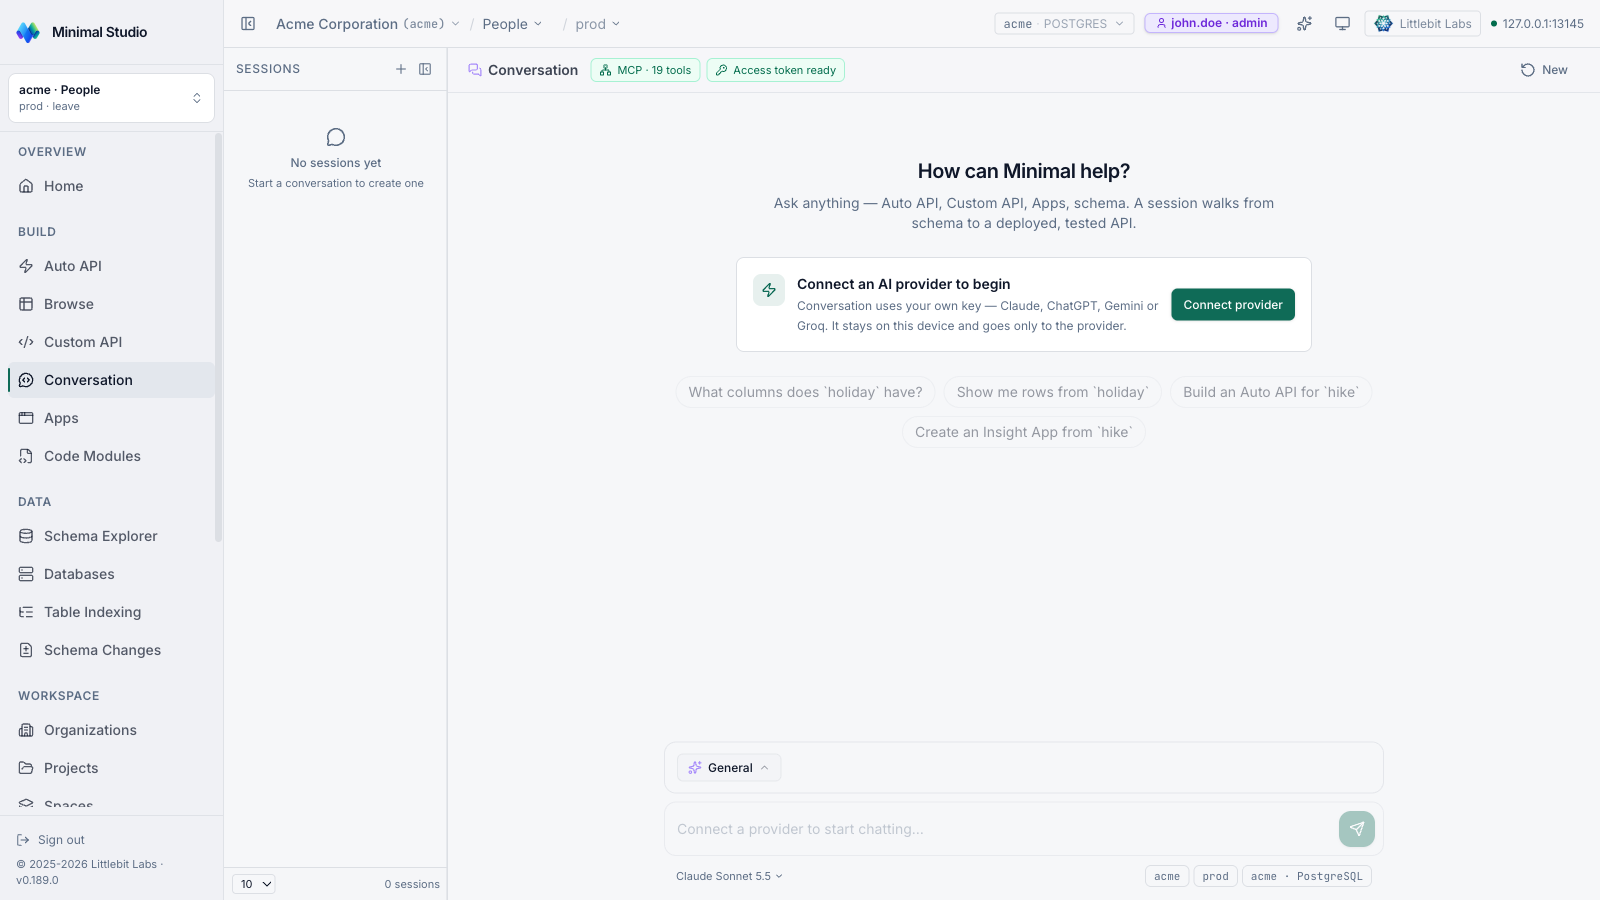 Minimal Studio
acme · People
prod · leave
OVERVIEW
Home
BUILD
Auto API
Browse
Custom API
Conversation
Apps
Code Modules
DATA
Schema Explorer
Databases
Table Indexing
Schema Changes
WORKSPACE
Organizations
Projects
Spaces
Sign out
© 2025-2026 Littlebit Labs ·
v0.189.0
Acme Corporation (acme) / People / prod
acme · POSTGRES
john.doe · admin
Littlebit Labs
127.0.0.1:13145
SESSIONS
No sessions yet
Start a conversation to create one
10
0 sessions
Conversation
MCP · 19 tools
Access token ready
New
How can Minimal help?
Ask anything — Auto API, Custom API, Apps, schema. A session walks from
schema to a deployed, tested API.
Connect an AI provider to begin
Conversation uses your own key — Claude, ChatGPT, Gemini or
Groq. It stays on this device and goes only to the provider.
Connect provider
What columns does `holiday` have?
Show me rows from `holiday`
Build an Auto API for `hike`
Create an Insight App from `hike`
General
Connect a provider to start chatting...
Claude Sonnet 5.5
acme
prod
acme · PostgreSQL